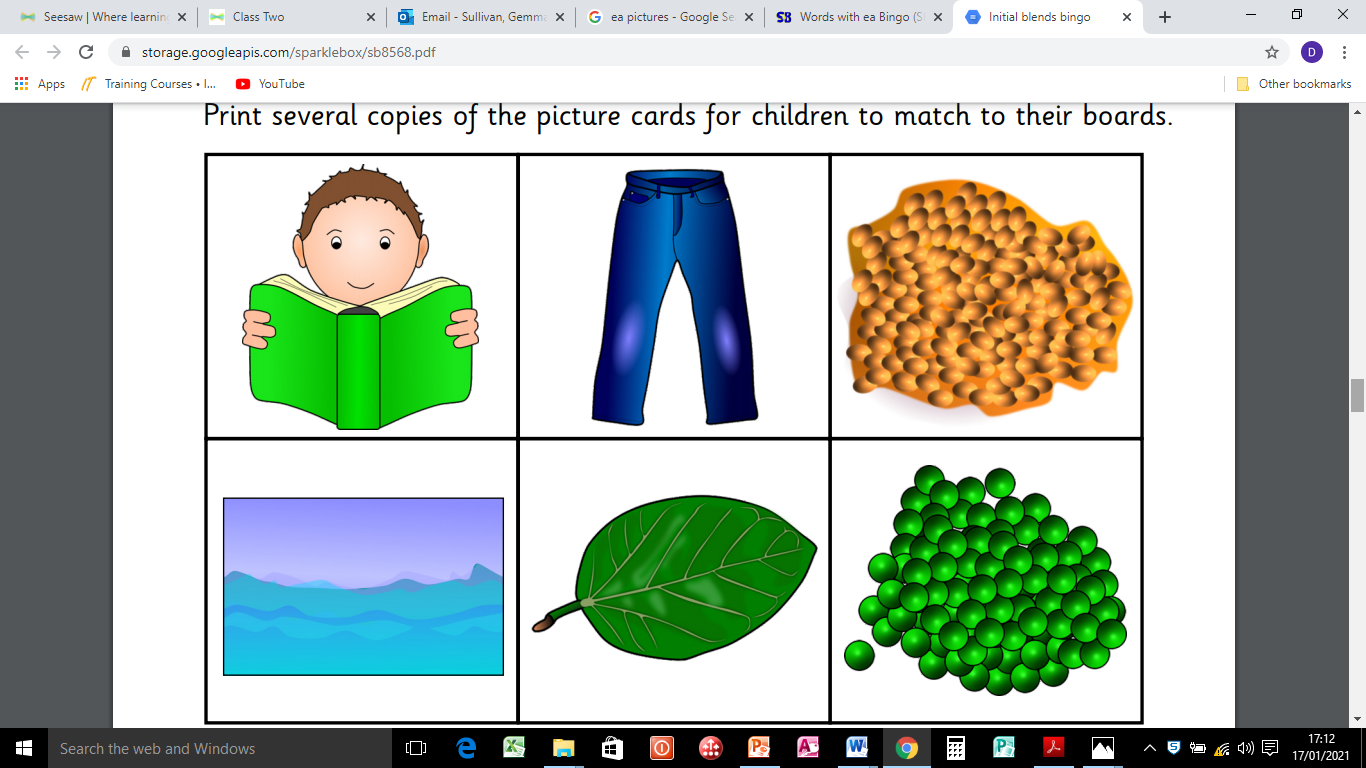 Seesaw | Where learnin
Class Two
Email - Sullivan, Gemma
ea pictures - Google Se
Words with ea Bingo (SB
Initial blends bingo
storage.googleapis.com/sparklebox/sb8568.pdf
D
Apps
Training Courses • I...
YouTube
Other bookmarks
Print several copies of the picture cards for children to match to their boards.
Search the web and Windows
17:12
17/01/2021